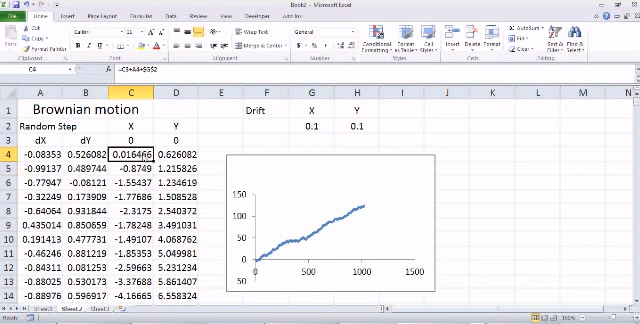 Book2 - Microsoft Excel
File Home Insert Page Layout Formulas Data Review View Developer Add-Ins
Cut
Copy
Format Painter
Paste
Clipboard
Calibri 11
Font
Wrap Text
Merge & Center
Alignment
General
Number
Conditional Formatting Format as Table Cell Styles
Styles
Insert Delete Format
Cells
AutoSum
Fill
Clear
Sort & Filter Find & Select
Editing
C4 =C3+A4+$G$2
A B C D E F G H I J K L M N
1 Brownian motion Drift X Y
2 Random Step X Y 0.1 0.1
3 dX dY 0 0
4 -0.08353 0.526082 0.016466 0.626082
5 -0.99137 0.489744 -0.8749 1.215826
6 -0.77947 -0.08121 -1.55437 1.234619
7 -0.32249 0.173909 -1.77686 1.508528
8 -0.64064 0.931844 -2.3175 2.540372
9 0.435014 0.850659 -1.78248 3.491031
10 0.191413 0.477731 -1.49107 4.068762
11 -0.46246 0.881219 -1.85353 5.049981
12 -0.84311 0.081253 -2.59663 5.231234
13 -0.88025 0.530173 -3.37688 5.861407
14 -0.88976 0.596917 -4.16665 6.558324
150
100
50
0
50
0 500 1000 1500
Sheet1 Sheet2 Sheet3
Ready 150%